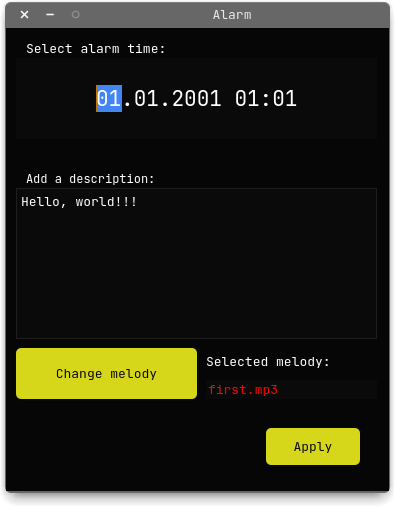 Alarm
Select alarm time:
01.01.2001 01:01
Add a description:
Hello, world!!!
Change melody
Selected melody:
first.mp3
Apply